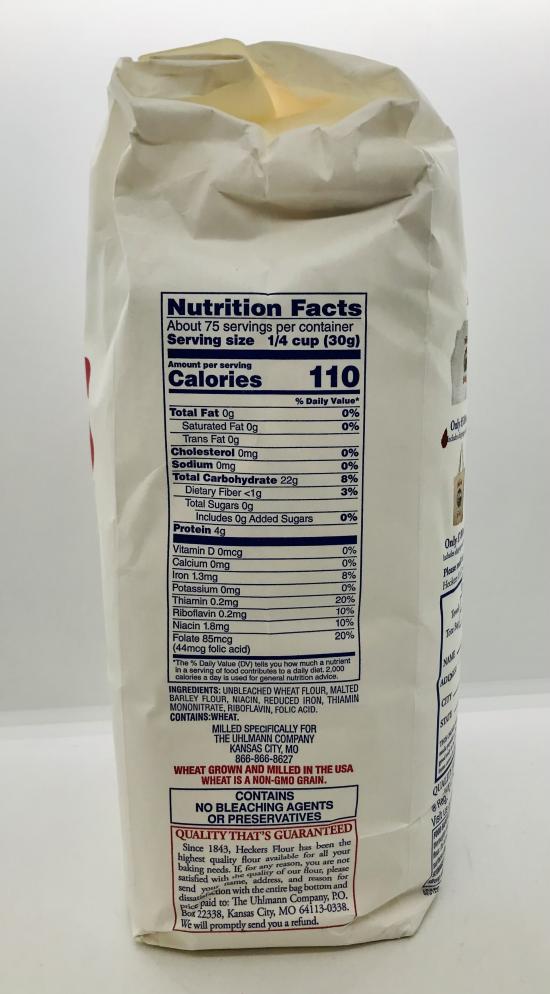 Nutrition Facts
About 75 servings per container
Serving size 1/4 cup (30g)
Amount per serving
Calories 110
% Daily Value*
Total Fat 0g 0%
Saturated Fat 0g 0%
Trans Fat 0g
Cholesterol 0mg 0%
Sodium 0mg 0%
Total Carbohydrate 22g 8%
Dietary Fiber <1g 3%
Total Sugars 0g
Includes 0g Added Sugars 0%
Protein 4g
Vitamin D 0mcg 0%
Calcium 0mg 0%
Iron 1.3mg 8%
Potassium 0mg 0%
Thiamin 0.2mg 20%
Riboflavin 0.2mg 10%
Niacin 1.8mg 10%
Folate 85mcg 20%
(44mcg folic acid)
*The % Daily Value (DV) tells you how much a nutrient
in a serving of food contributes to a daily diet. 2,000
calories a day is used for general nutrition advice.
INGREDIENTS: UNBLEACHED WHEAT FLOUR, MALTED
BARLEY FLOUR, NIACIN, REDUCED IRON, THIAMIN
MONONITRATE, RIBOFLAVIN, FOLIC ACID.
CONTAINS:WHEAT.
MILLED SPECIFICALLY FOR
THE UHLMANN COMPANY
KANSAS CITY, MO
866-866-8627
WHEAT GROWN AND MILLED IN THE USA
WHEAT IS A NON-GMO GRAIN.
CONTAINS
NO BLEACHING AGENTS
OR PRESERVATIVES
QUALITY THAT'S GUARANTEED
Since 1843, Heckers Flour has been the
highest quality flour available for all your
baking needs. If, for any reason, you are not
satisfied with the quality of our flour, please
send your name, address, and reason for
dissatisfaction with the entire bag bottom and
price paid to: The Uhlmann Company, P.O.
Box 22338, Kansas City, MO 64113-0338.
We will promptly send you a refund.
Only
Only
Please
NAME
ADDRESS
CITY
STATE